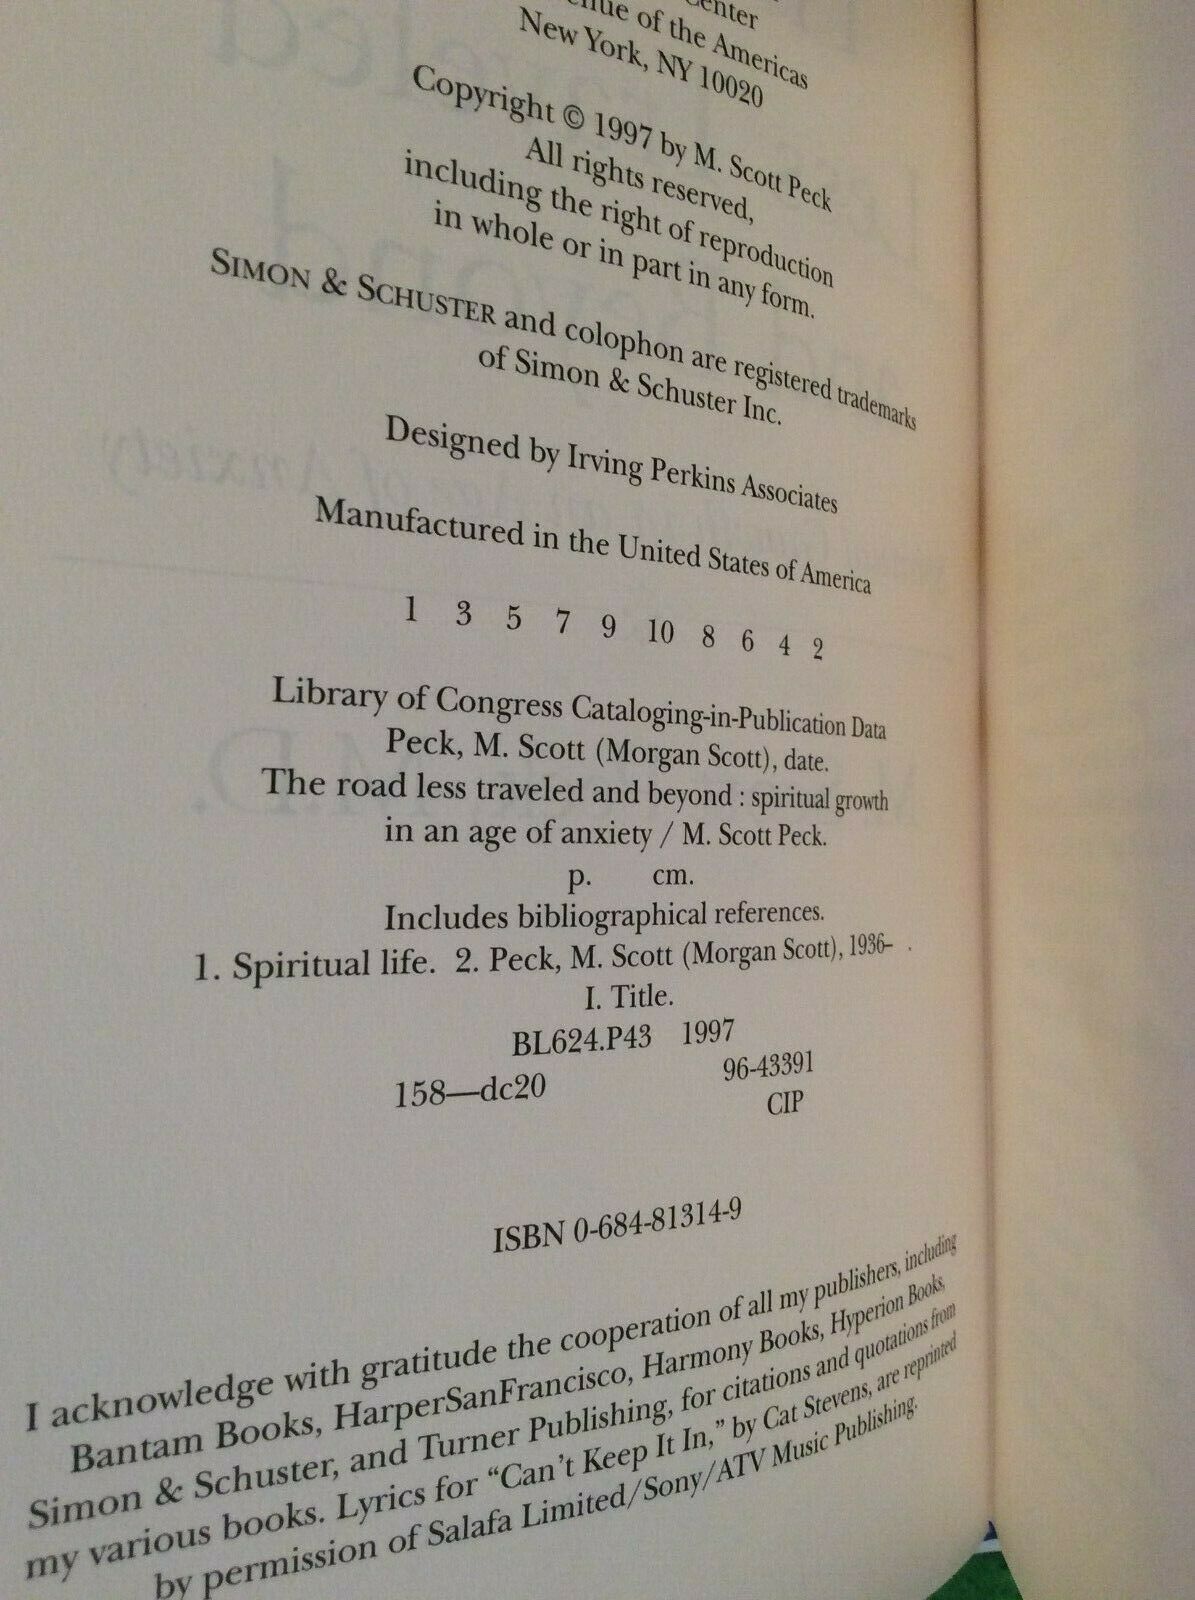 Center
of the Americas
New York, NY 10020
Copyright © 1997 by M. Scott Peck
All rights reserved,
including the right of reproduction
in whole or in part in any form.
SIMON & SCHUSTER and colophon are registered trademarks
of Simon & Schuster Inc.
Designed by Irving Perkins Associates
Manufactured in the United States of America
1 3 5 7 9 10 8 6 4 2
Library of Congress Cataloging-in-Publication Data
Peck, M. Scott (Morgan Scott), date.
The road less traveled and beyond : spiritual growth
in an age of anxiety / M. Scott Peck.
p. cm.
Includes bibliographical references.
1. Spiritual life. 2. Peck, M. Scott (Morgan Scott), 1936– .
I. Title.
BL624.P43 1997
158—dc20 96-43391
CIP
ISBN 0-684-81314-9
I acknowledge with gratitude the cooperation of all my publishers, including
Bantam Books, HarperSanFrancisco, Harmony Books, Hyperion Books,
Simon & Schuster, and Turner Publishing, for citations and quotations from
my various books. Lyrics for “Can’t Keep It In,” by Cat Stevens, are reprinted
by permission of Salafa Limited/Sony/ATV Music Publishing.